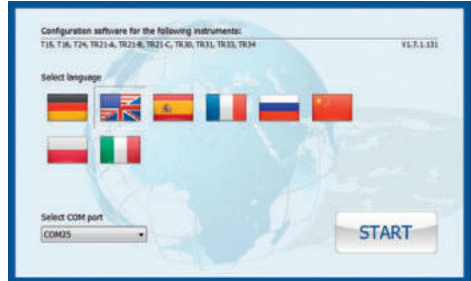 Configuration software for the following instruments:
T15, T16, T24, TR21-A, TR21-B, TR21-C, TR30, TR31, TR33, TR34
V1.7.1.131
Select language
Select COM port
COM25
START